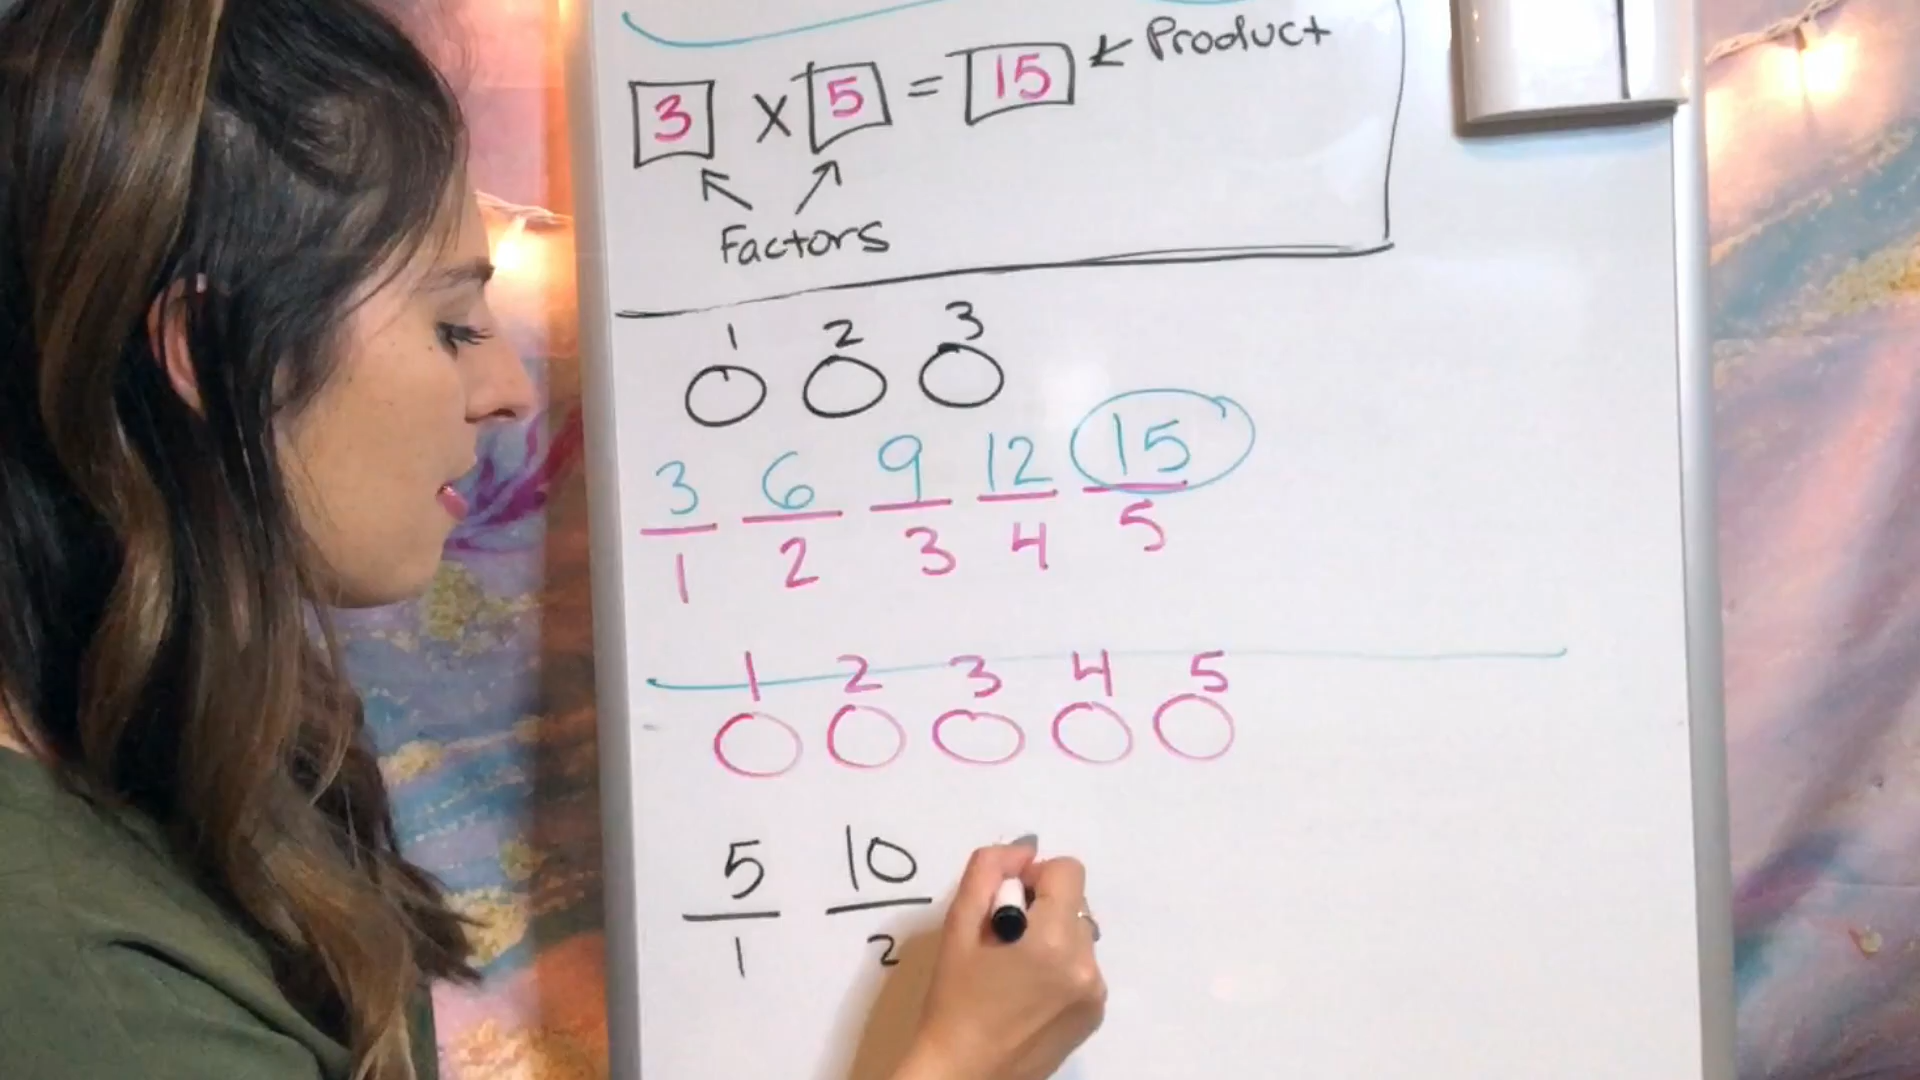 3 x 5 = 15 ← Product
Factors
1 2 3
3 6 9 12 15
1 2 3 4 5
1 2 3 4 5
5 10
1 2